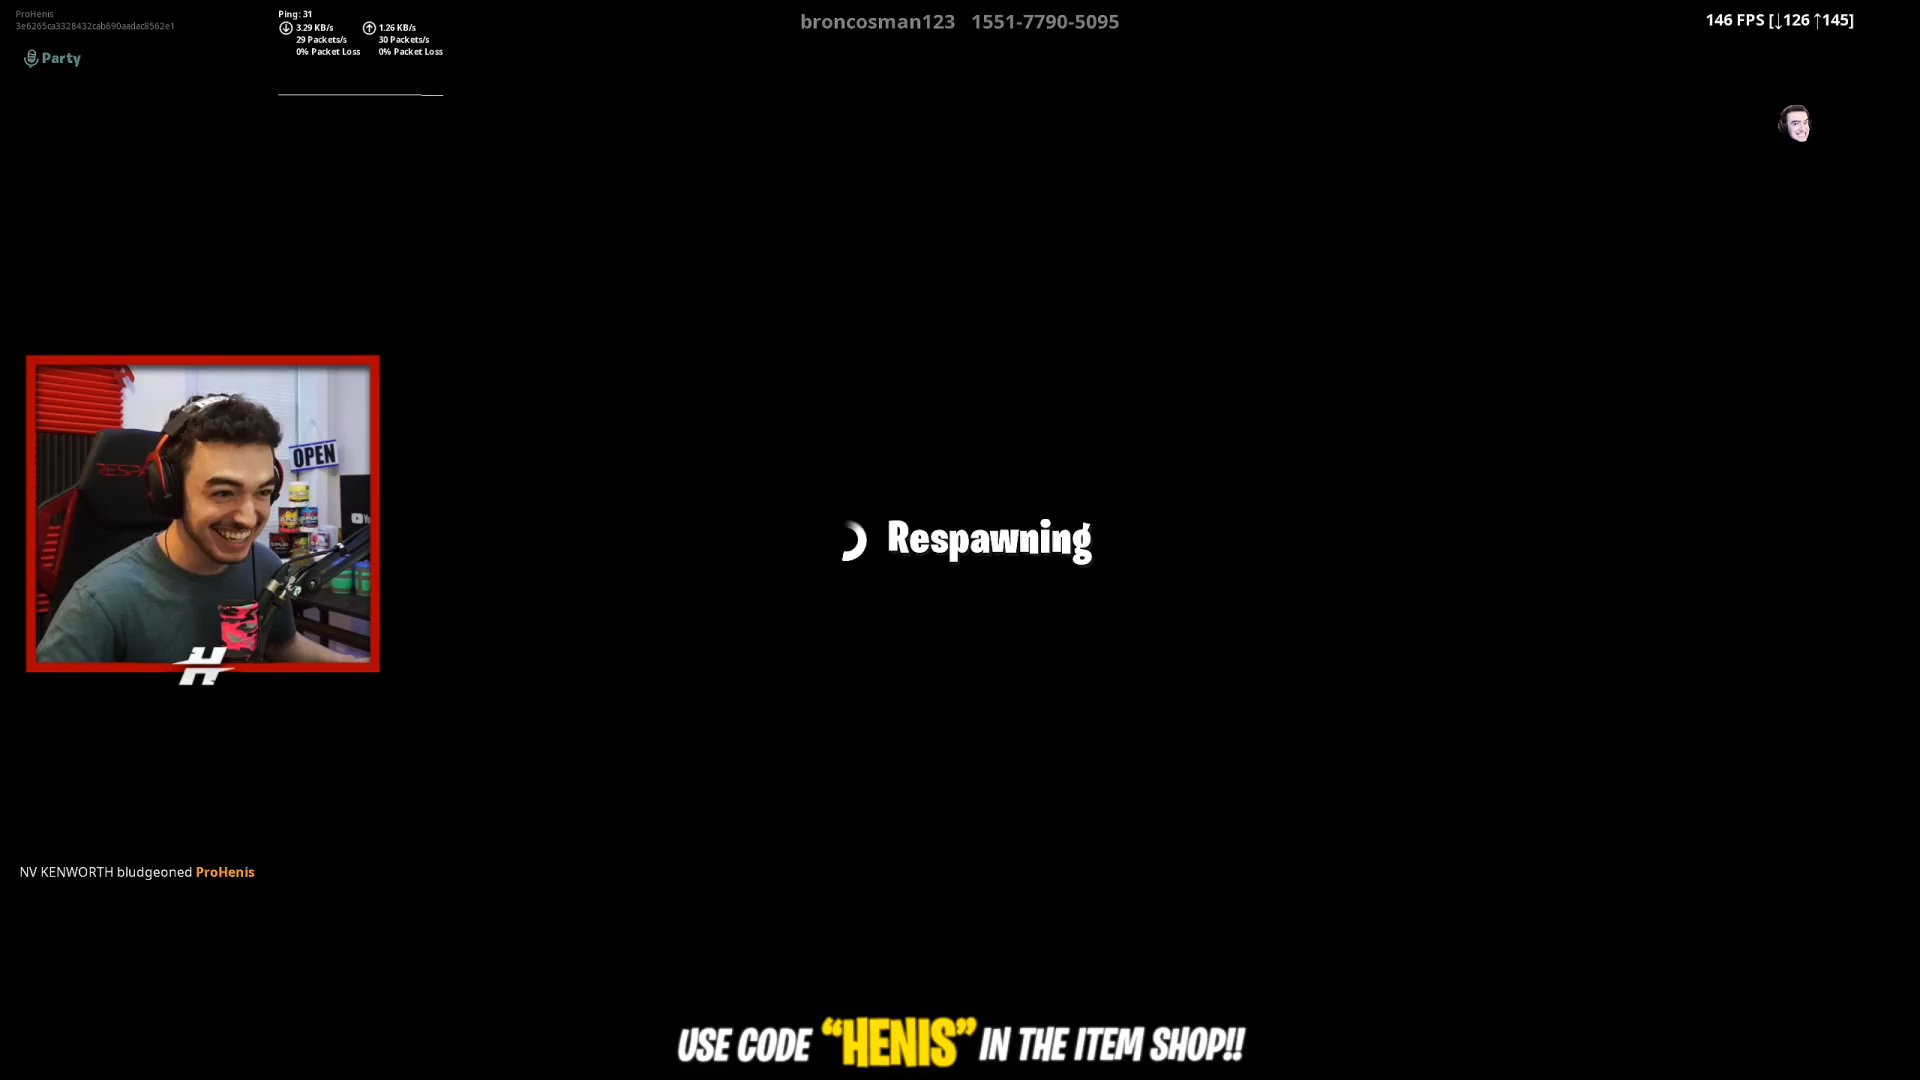 ProHenis
3e6265ca3328432cab690aadac8562e1
Party
Ping: 31
3.29 KB/s
29 Packets/s
0% Packet Loss
1.26 KB/s
30 Packets/s
0% Packet Loss
broncosman123 1551-7790-5095
146 FPS [↓126 ↑145]
OPEN
H
Respawning
NV KENWORTH bludgeoned ProHenis
USE CODE “HENIS” IN THE ITEM SHOP!!